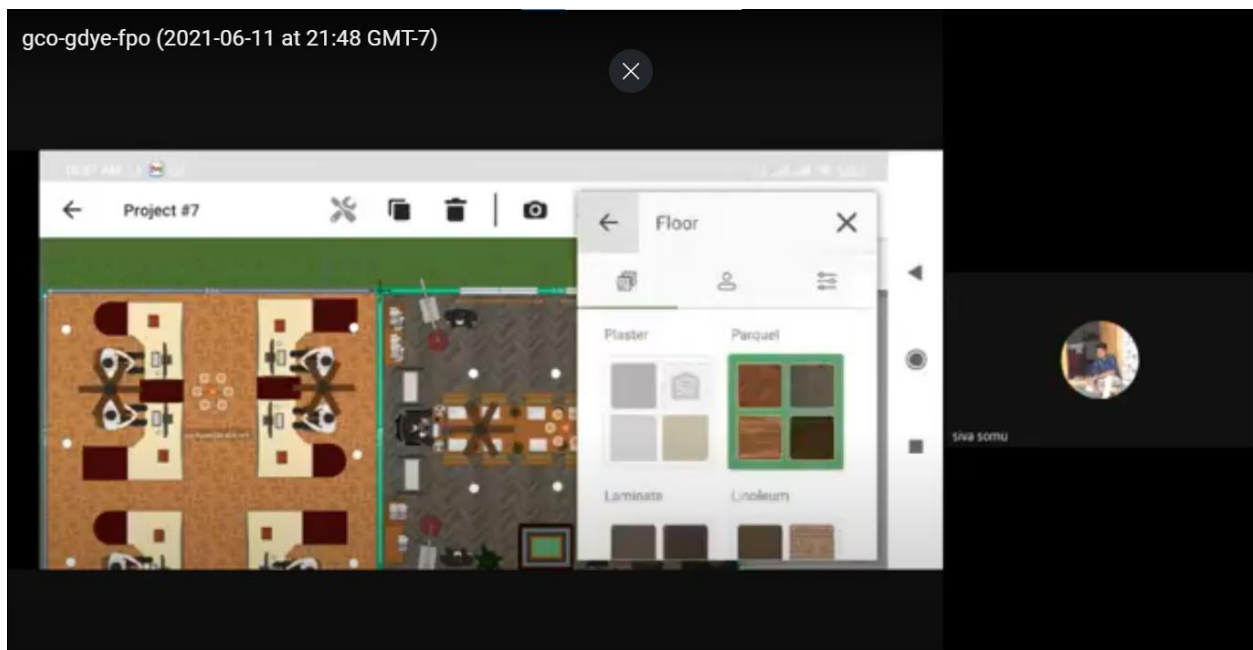 gco-gdye-fpo (2021-06-11 at 21:48 GMT-7)
Project #7
Floor
Plaster
Parquet
Laminate
Linoleum
siva somu